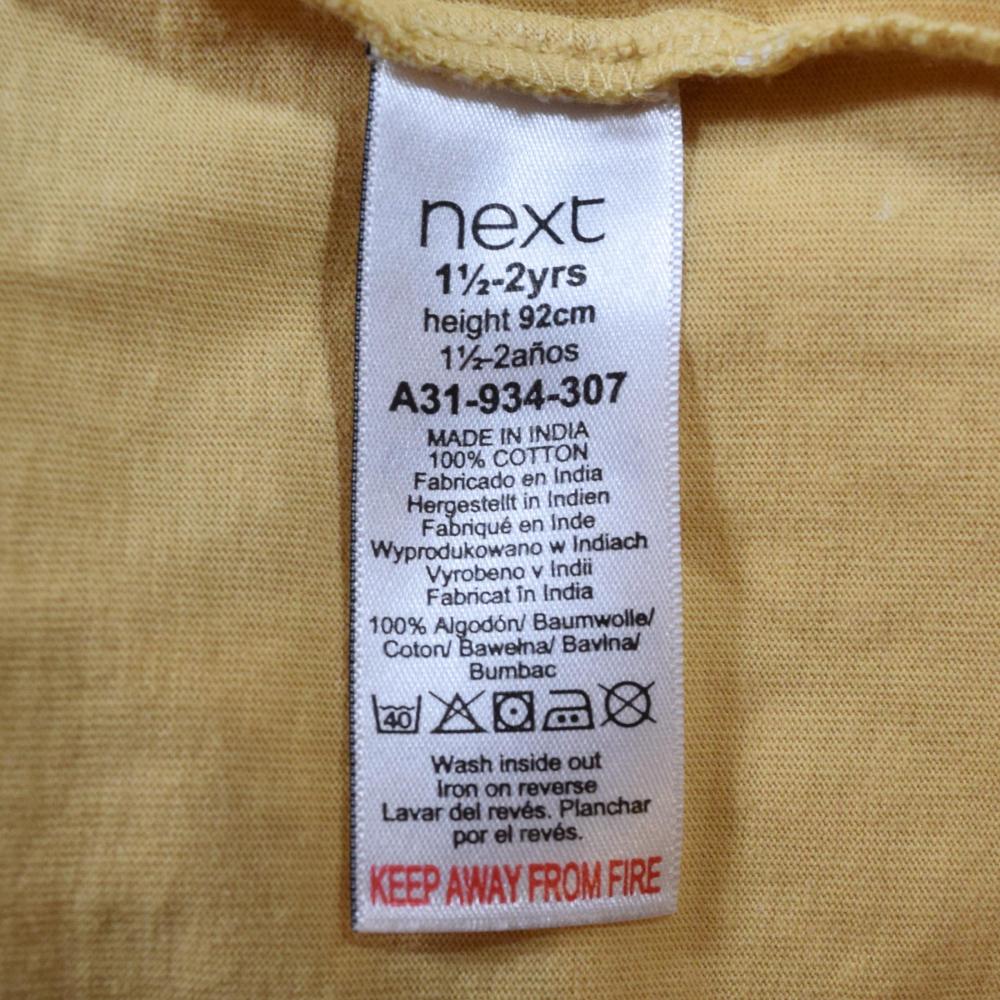 next
1½-2yrs
height 92cm
1½-2años
A31-934-307
MADE IN INDIA
100% COTTON
Fabricado en India
Hergestellt in Indien
Fabriqué en Inde
Wyprodukowano w Indiach
Vyrobeno v Indii
Fabricat în India
100% Algodón/ Baumwolle/
Coton/ Bawełna/ Bavlna/
Bumbac
40
Wash inside out
Iron on reverse
Lavar del revés. Planchar
por el revés.
KEEP AWAY FROM FIRE